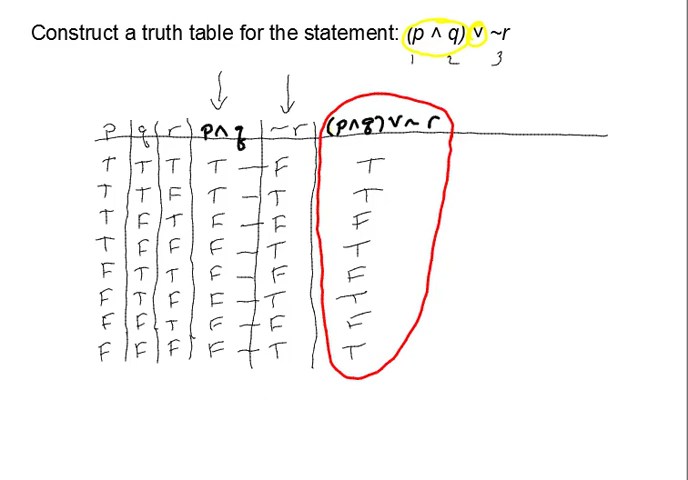 Construct a truth table for the statement: (p ∧ q) ∨ ~r
1 2 3
p q r p∧q ~r (p∧q)∨~r
T T T T F T
T T F T T T
T F T F F F
T F F F T T
F T T F F F
F T F F T T
F F T F F F
F F F F T T